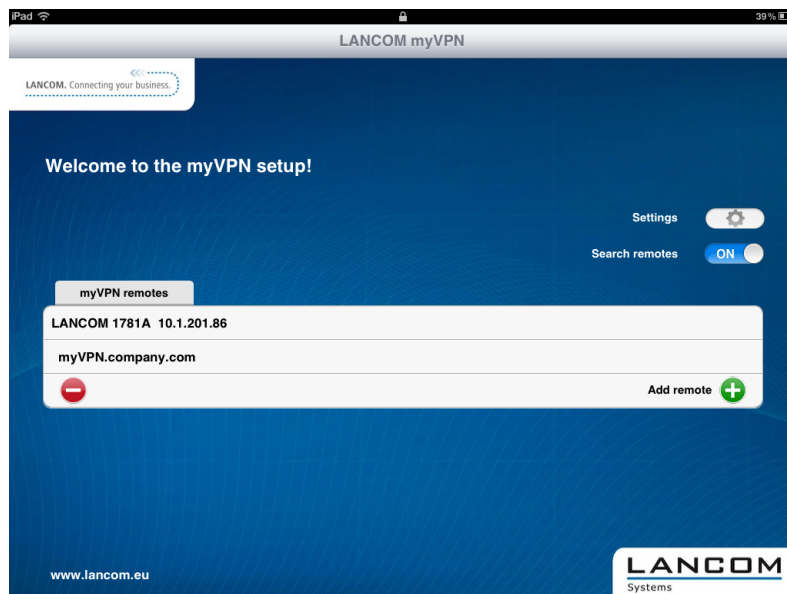 iPad 39%
LANCOM myVPN
LANCOM. Connecting your business.
Welcome to the myVPN setup!
Settings
Search remotes ON
myVPN remotes
LANCOM 1781A 10.1.201.86
myVPN.company.com
Add remote
www.lancom.eu
LANCOM
Systems